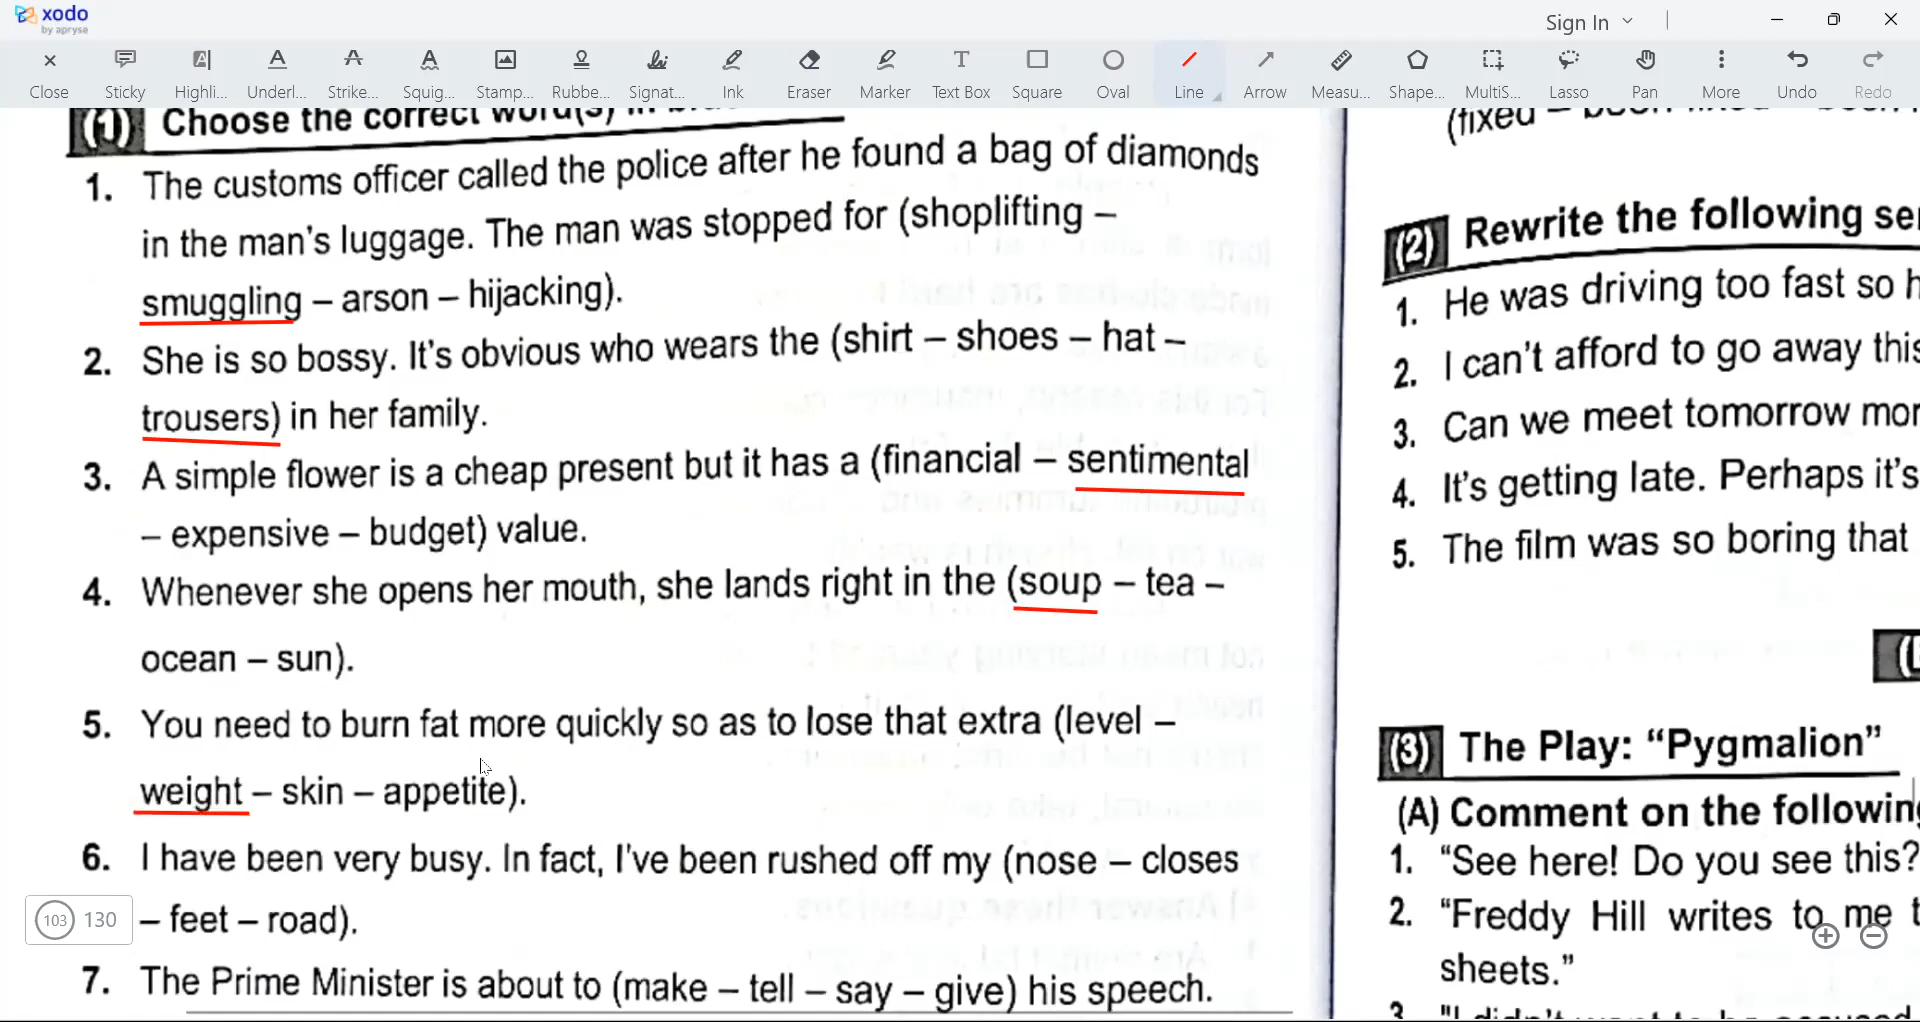 xodo
by apryse
Sign In
Close
Sticky
Highli...
Underl...
Strike...
Squig...
Stamp...
Rubbe...
Signat...
Ink
Eraser
Marker
Text Box
Square
Oval
Line
Arrow
Measu...
Shape...
MultiS...
Lasso
Pan
More
Undo
Redo
(1) Choose the correct word(s) in
1. The customs officer called the police after he found a bag of diamonds
in the man's luggage. The man was stopped for (shoplifting –
smuggling – arson – hijacking).
2. She is so bossy. It's obvious who wears the (shirt – shoes – hat –
trousers) in her family.
3. A simple flower is a cheap present but it has a (financial – sentimental
– expensive – budget) value.
4. Whenever she opens her mouth, she lands right in the (soup – tea –
ocean – sun).
5. You need to burn fat more quickly so as to lose that extra (level –
weight – skin – appetite).
6. I have been very busy. In fact, I've been rushed off my (nose – closes
– feet – road).
7. The Prime Minister is about to (make – tell – say – give) his speech.
103 130
(fixed –
(2) Rewrite the following
1. He was driving too fast so
2. I can't afford to go away this
3. Can we meet tomorrow
4. It's getting late. Perhaps it's
5. The film was so boring that
(3) The Play: “Pygmalion”
(A) Comment on the following
1. “See here! Do you see this?
2. “Freddy Hill writes to me
sheets.”
3. "I didn't want to be accused